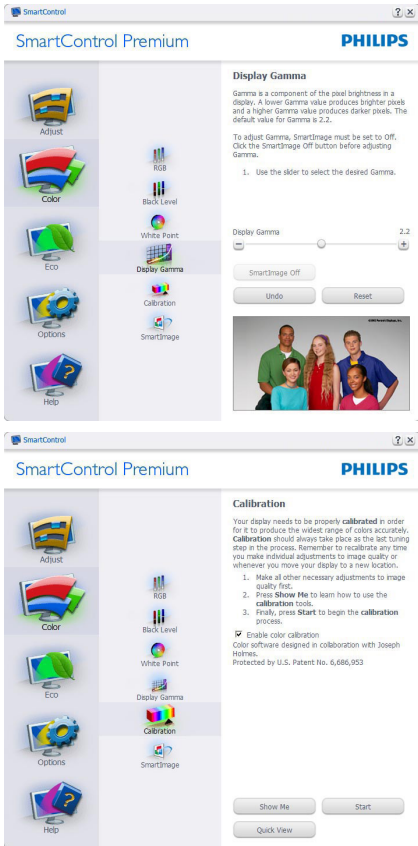 SmartControl
SmartControl Premium
PHILIPS
Adjust
Color
Eco
Options
Help
RGB
Black Level
White Point
Display Gamma
Calibration
SmartImage
Display Gamma
Gamma is a component of the pixel brightness in a
display. A lower Gamma value produces brighter pixels
and a higher Gamma value produces darker pixels. The
default value for Gamma is 2.2.
To adjust Gamma, SmartImage must be set to Off.
Click the SmartImage Off button before adjusting
Gamma.
1. Use the slider to select the desired Gamma.
Display Gamma 2.2
SmartImage Off
Undo Reset
SmartControl
SmartControl Premium
PHILIPS
Adjust
Color
Eco
Options
Help
RGB
Black Level
White Point
Display Gamma
Calibration
SmartImage
Calibration
Your display needs to be properly calibrated in order
for it to produce the widest range of colors accurately.
Calibration should always take place as the last tuning
step in the process. Remember to recalibrate any time
you make individual adjustments to image quality or
whenever you move your display to a new location.
1. Make all other necessary adjustments to image
quality first.
2. Press Show Me to learn how to use the
calibration tools.
3. Finally, press Start to begin the calibration
process.
Enable color calibration
Color software designed in collaboration with Joseph
Holmes.
Protected by U.S. Patent No. 6,686,953
Show Me Start
Quick View